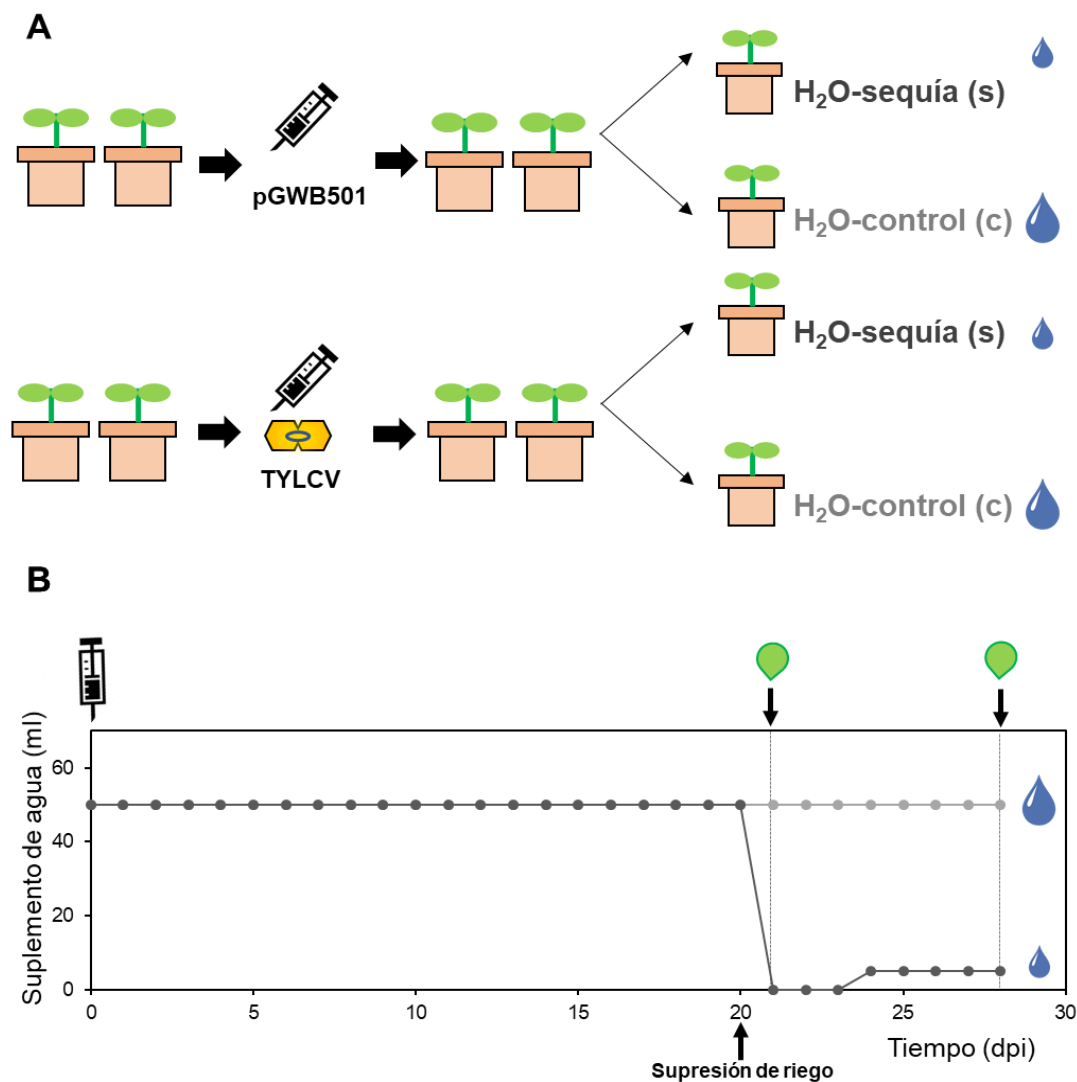 A
pGWB501
H₂O-sequía (s)
H₂O-control (c)
TYLCV
H₂O-sequía (s)
H₂O-control (c)
B
Suplemento de agua (ml)
60
40
20
0
0 5 10 15 20 25 30
Tiempo (dpi)
Supresión de riego